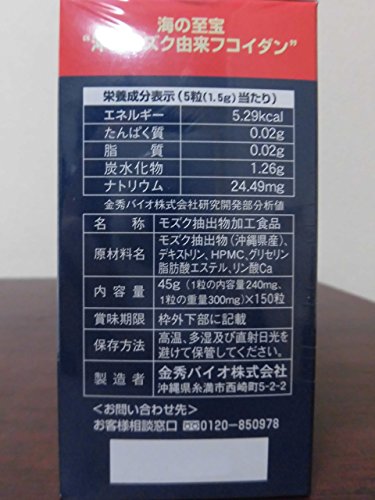 海の至宝
モズク由来フコイダン”
栄養成分表示(5粒(1.5g)当たり)
エネルギー 5.29kcal
たんぱく質 0.02g
脂質 0.02g
炭水化物 1.26g
ナトリウム 24.49mg
金秀バイオ株式会社研究開発部分析値
名称 モズク抽出物加工食品
原材料名 モズク抽出物(沖縄県産)、
デキストリン、HPMC、グリセリン
脂肪酸エステル、リン酸Ca
内容量 45g(1粒の内容量240mg、
1粒の重量300mg)×150粒
賞味期限 枠外下部に記載
保存方法 高温、多湿及び直射日光を
避けて保管してください。
製造者 金秀バイオ株式会社
沖縄県糸満市西崎町5-2-2
<お問い合わせ先>
お客様相談窓口 0120-850978